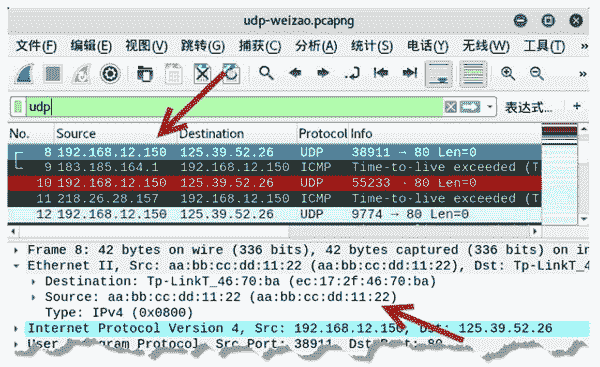 udp-weizao.pcapng
文件(F) 编辑(E) 视图(V) 跳转(G) 捕获(C) 分析(A) 统计(S) 电话(Y) 无线(W) 工具(T) »
udp 表达式… +
No. Source Destination Protocol Info
8 192.168.12.150 125.39.52.26 UDP 38911 → 80 Len=0
9 183.185.164.1 192.168.12.150 ICMP Time-to-live exceeded (T
10 192.168.12.150 125.39.52.26 UDP 55233 → 80 Len=0
11 218.26.28.157 192.168.12.150 ICMP Time-to-live exceeded (T
12 192.168.12.150 125.39.52.26 UDP 9774 → 80 Len=0
Frame 8: 42 bytes on wire (336 bits), 42 bytes captured (336 bits) on in
Ethernet II, Src: aa:bb:cc:dd:11:22 (aa:bb:cc:dd:11:22), Dst: Tp-LinkT_4
Destination: Tp-LinkT_46:70:ba (ec:17:2f:46:70:ba)
Source: aa:bb:cc:dd:11:22 (aa:bb:cc:dd:11:22)
Type: IPv4 (0x0800)
Internet Protocol Version 4, Src: 192.168.12.150, Dst: 125.39.52.26
User Datagram Protocol, Src Port: 38911, Dst Port: 80